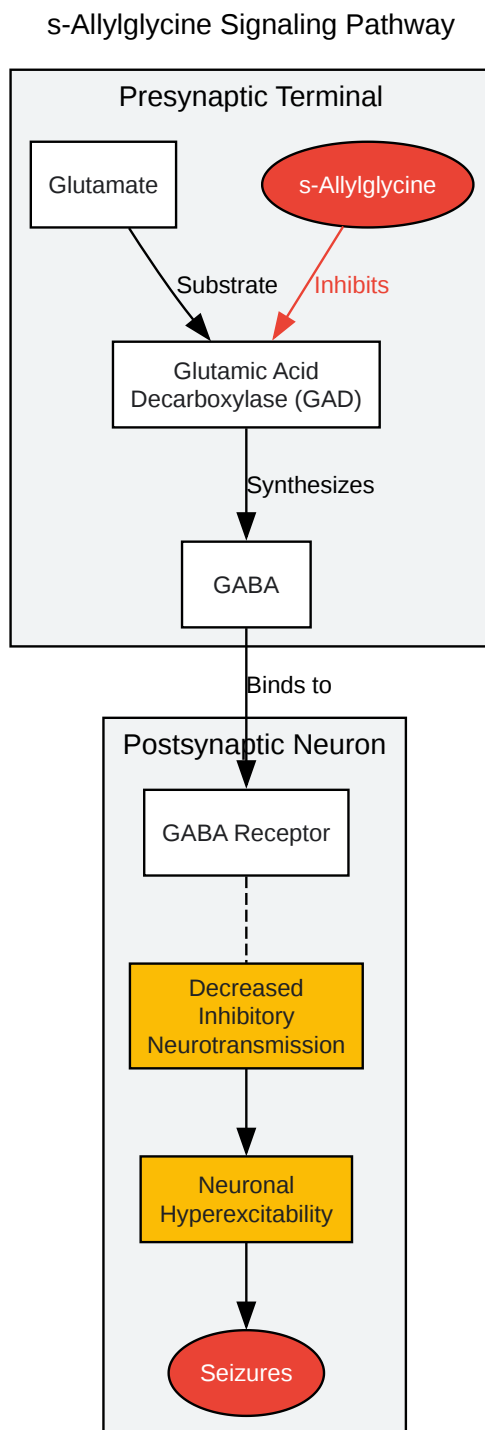 s-Allylglycine Signaling Pathway
Presynaptic Terminal
Glutamate
s-Allylglycine
Substrate
Inhibits
Glutamic Acid
Decarboxylase (GAD)
Synthesizes
GABA
Binds to
Postsynaptic Neuron
GABA Receptor
Decreased
Inhibitory
Neurotransmission
Neuronal
Hyperexcitability
Seizures